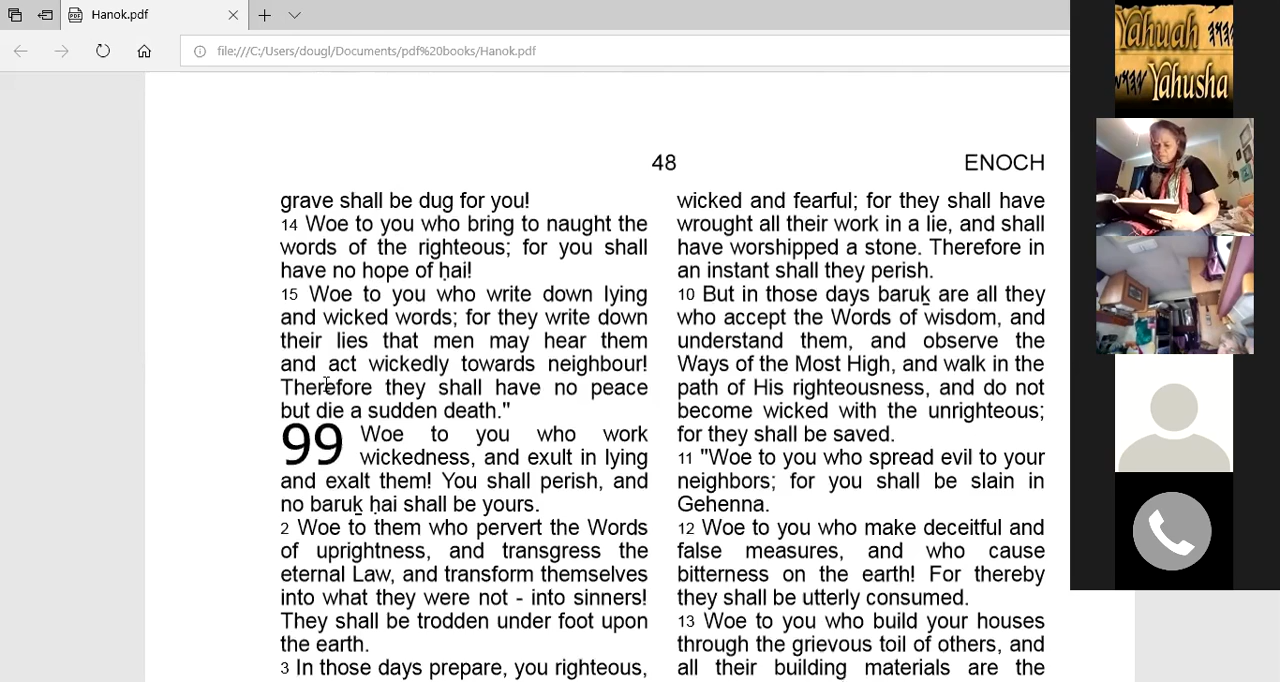 Hanok.pdf
file:///C:/Users/dougl/Documents/pdf%20books/Hanok.pdf
48
ENOCH
grave shall be dug for you!
14 Woe to you who bring to naught the
words of the righteous; for you shall
have no hope of ḥai!
15 Woe to you who write down lying
and wicked words; for they write down
their lies that men may hear them
and act wickedly towards neighbour!
Therefore they shall have no peace
but die a sudden death."
99 Woe to you who work
wickedness, and exult in lying
and exalt them! You shall perish, and
no baruḵ ḥai shall be yours.
2 Woe to them who pervert the Words
of uprightness, and transgress the
eternal Law, and transform themselves
into what they were not - into sinners!
They shall be trodden under foot upon
the earth.
3 In those days prepare, you righteous,
wicked and fearful; for they shall have
wrought all their work in a lie, and shall
have worshipped a stone. Therefore in
an instant shall they perish.
10 But in those days baruḵ are all they
who accept the Words of wisdom, and
understand them, and observe the
Ways of the Most High, and walk in the
path of His righteousness, and do not
become wicked with the unrighteous;
for they shall be saved.
11 "Woe to you who spread evil to your
neighbors; for you shall be slain in
Gehenna.
12 Woe to you who make deceitful and
false measures, and who cause
bitterness on the earth! For thereby
they shall be utterly consumed.
13 Woe to you who build your houses
through the grievous toil of others, and
all their building materials are the
Yahuah
Yahusha